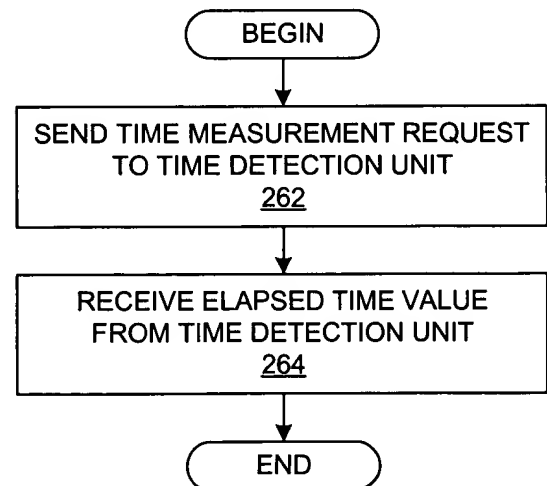 BEGIN
SEND TIME MEASUREMENT REQUEST
TO TIME DETECTION UNIT
262
RECEIVE ELAPSED TIME VALUE
FROM TIME DETECTION UNIT
264
END